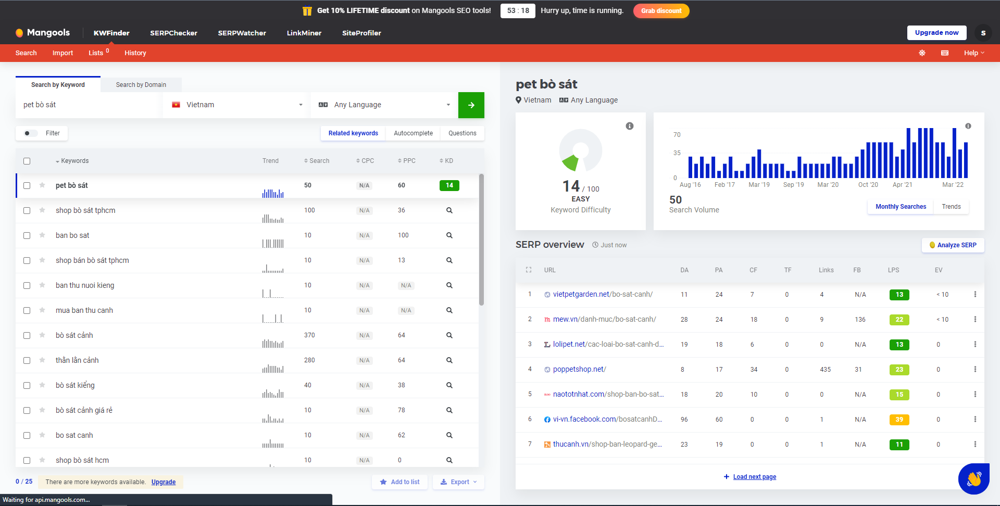 Get 10% LIFETIME discount on Mangools SEO tools! 53 : 18 Hurry up, time is running. Grab discount
Mangools KWFinder SERPChecker SERPWatcher LinkMiner SiteProfiler Upgrade now S
Search Import Lists 0 History Help
Search by Keyword Search by Domain
pet bò sát Vietnam Any Language
Filter Related keywords Autocomplete Questions
Keywords Trend Search CPC PPC KD
pet bò sát 50 N/A 60 14
shop bò sát tphcm 100 N/A 36
ban bo sat 10 N/A 100
shop bán bò sát tphcm 10 N/A 13
ban thu nuoi kieng 10 N/A N/A
mua ban thu canh 10 N/A N/A
bò sát cảnh 370 N/A 64
thằn lằn cảnh 280 N/A 64
bò sát kiểng 40 N/A 38
bò sát cảnh giá rẻ 10 N/A 78
bo sat canh 10 N/A 62
shop bò sát hcm 10 N/A 0
0 / 25 There are more keywords available. Upgrade Add to list Export
Waiting for api.mangools.com...
pet bò sát
Vietnam Any Language
14 / 100
EASY
Keyword Difficulty
70
35
0
Aug '16 Feb '17 Mar '19 Sep '19 Mar '20 Oct '20 Apr '21 Mar '22
50
Search Volume
Monthly Searches Trends
SERP overview Just now Analyze SERP
URL DA PA CF TF Links FB LPS EV
1 vietpetgarden.net/bo-sat-canh/ 11 24 7 0 4 N/A 13 < 10
2 mew.vn/danh-muc/bo-sat-canh/ 28 24 18 0 9 136 22 < 10
3 lolipet.net/cac-loai-bo-sat-canh-d... 19 18 6 0 0 N/A 13 0
4 poppetshop.net/ 8 17 34 0 435 31 23 0
5 naototnhat.com/shop-ban-bo-sat... 18 20 10 0 0 N/A 15 0
6 vi-vn.facebook.com/bosatcanhD... 96 60 0 0 1 N/A 39 0
7 thucanh.vn/shop-ban-leopard-ge... 23 19 0 0 1 N/A 11 0
Load next page